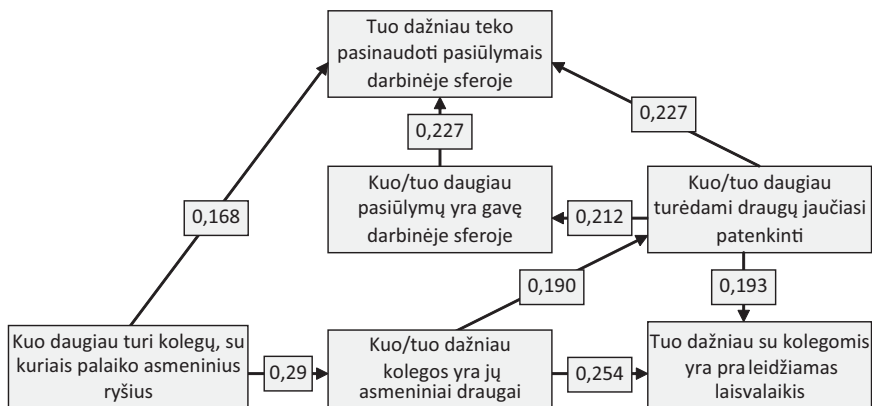 Tuo dažniau teko
pasinaudoti pasiūlymais
darbinėje sferoje
0,227
0,227
Kuo/tuo daugiau
pasiūlymų yra gavę
darbinėje sferoje
Kuo/tuo daugiau
turėdami draugų jaučiasi
patenkinti
0,168
0,212
0,190
0,193
Kuo daugiau turi kolegų, su
kuriais palaiko asmeninius
ryšius
0,29
Kuo/tuo dažniau
kolegos yra jų
asmeniniai draugai
0,254
Tuo dažniau su kolegomis
yra pra leidžiamas
laisvalaikis